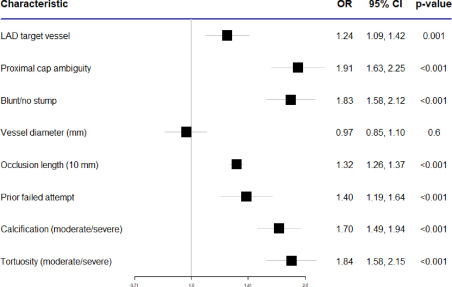 Characteristic OR 95% CI p-value
LAD target vessel 1.24 1.09, 1.42 0.001
Proximal cap ambiguity 1.91 1.63, 2.25 <0.001
Blunt/no stump 1.83 1.58, 2.12 <0.001
Vessel diameter (mm) 0.97 0.85, 1.10 0.6
Occlusion length (10 mm) 1.32 1.26, 1.37 <0.001
Prior failed attempt 1.40 1.19, 1.64 <0.001
Calcification (moderate/severe) 1.70 1.49, 1.94 <0.001
Tortuosity (moderate/severe) 1.84 1.58, 2.15 <0.001
0.71 1.0 1.41 2.0